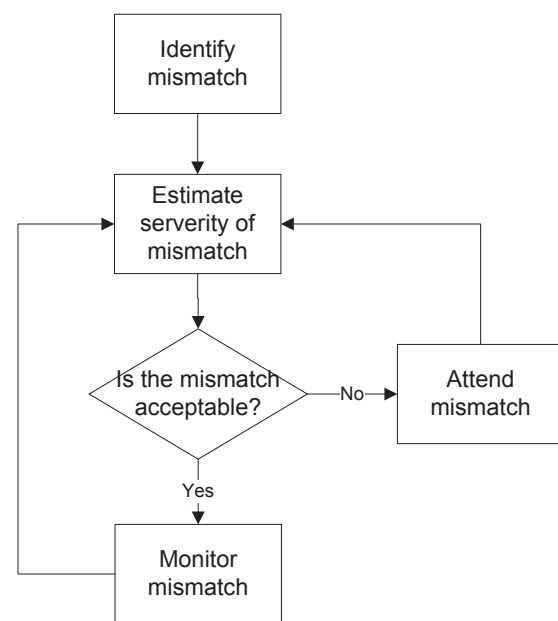 Identify
mismatch
Estimate
serverity of
mismatch
Is the mismatch
acceptable?
No
Attend
mismatch
Yes
Monitor
mismatch